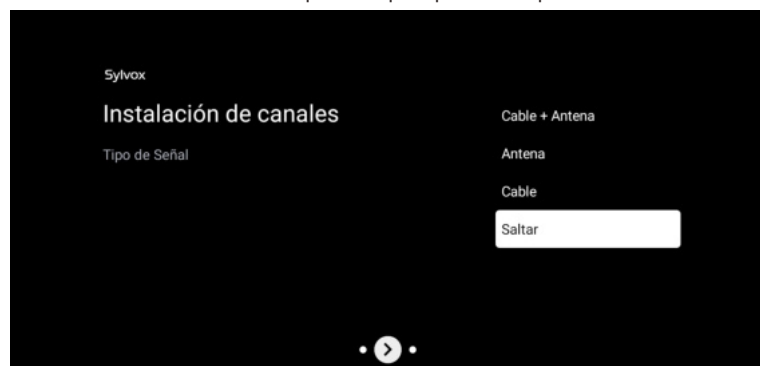 Sylvox
Instalación de canales
Tipo de Señal
Cable + Antena
Antena
Cable
Saltar